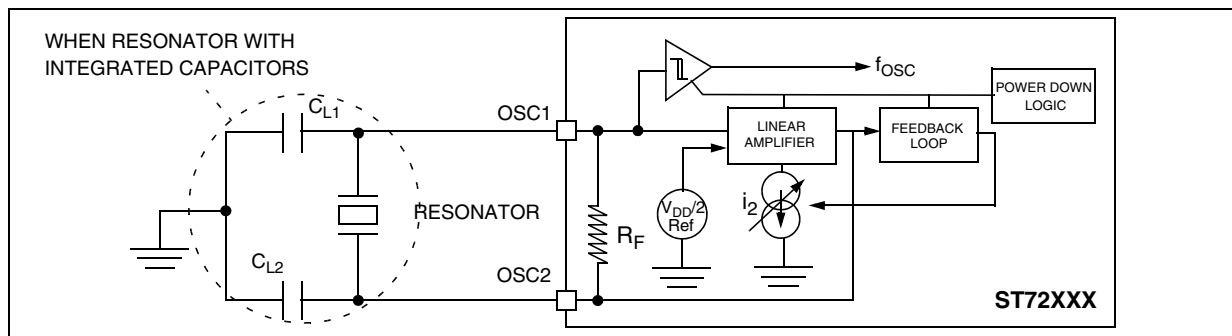 WHEN RESONATOR WITH
INTEGRATED CAPACITORS
CL1
OSC1
fOSC
POWER DOWN
LOGIC
LINEAR
AMPLIFIER
FEEDBACK
LOOP
RESONATOR
RF
VDD/2
Ref
i2
CL2
OSC2
ST72XXX